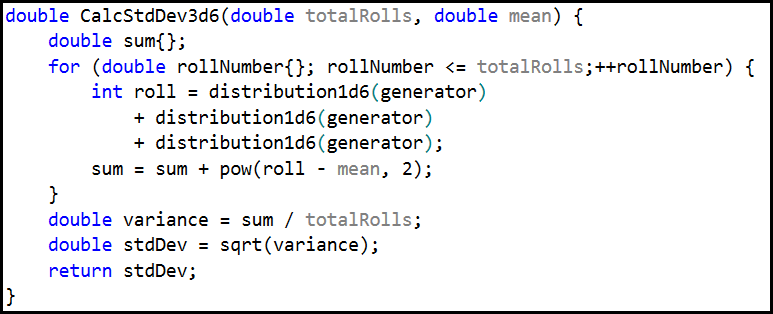 double CalcStdDev3d6(double totalRolls, double mean) {
    double sum{};
    for (double rollNumber{}; rollNumber <= totalRolls;++rollNumber) {
        int roll = distribution1d6(generator)
            + distribution1d6(generator)
            + distribution1d6(generator);
        sum = sum + pow(roll - mean, 2);
    }
    double variance = sum / totalRolls;
    double stdDev = sqrt(variance);
    return stdDev;
}